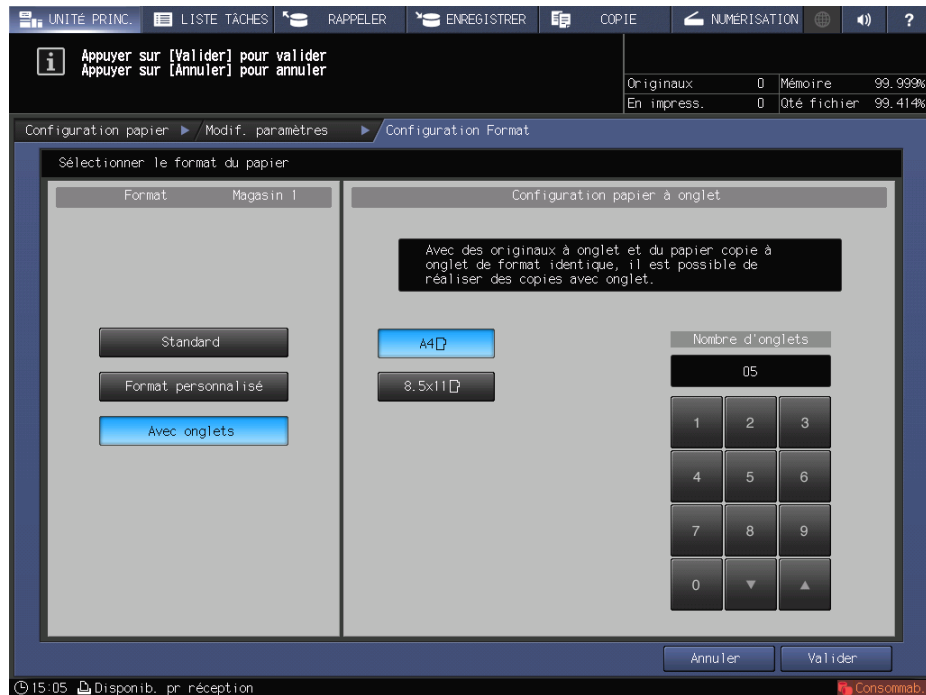 UNITÉ PRINC. LISTE TÂCHES RAPPELER ENREGISTRER COPIE NUMÉRISATION ?
Appuyer sur [Valider] pour valider
Appuyer sur [Annuler] pour annuler
Originaux 0 Mémoire 99.999%
En impress. 0 Qté fichier 99.414%
Configuration papier ▶ Modif. paramètres ▶ Configuration Format
Sélectionner le format du papier
Format Magasin 1
Configuration papier à onglet
Avec des originaux à onglet et du papier copie à
onglet de format identique, il est possible de
réaliser des copies avec onglet.
Standard
Format personnalisé
Avec onglets
A4
8.5x11
Nombre d'onglets
05
1 2 3
4 5 6
7 8 9
0 ▼ ▲
Annuler Valider
15:05 Disponib. pr réception Consommab.